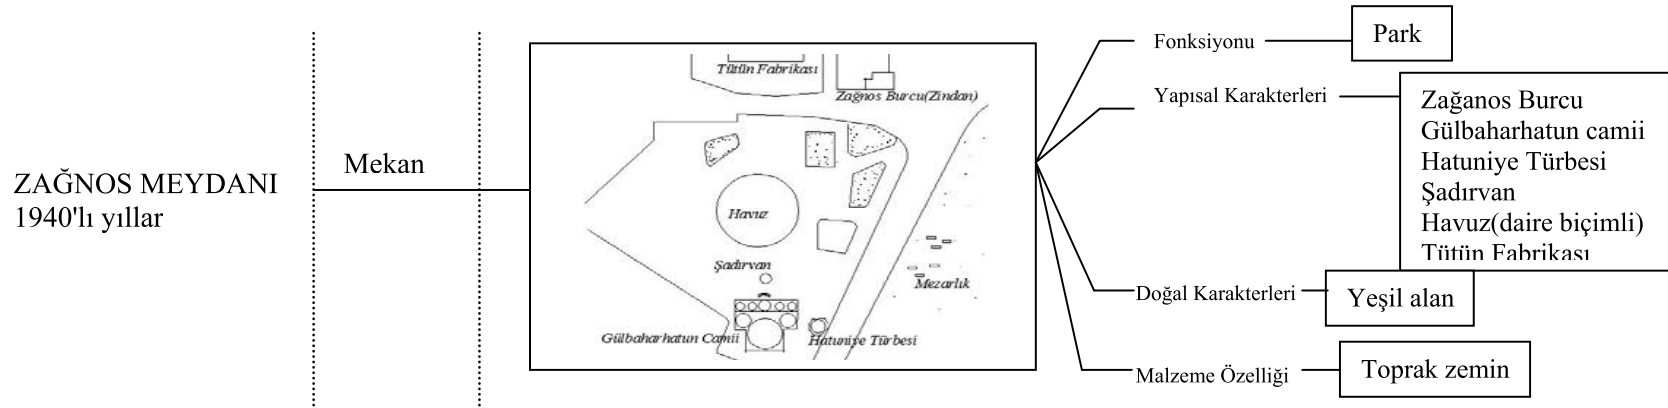 ZAĞNOS MEYDANI
1940'lı yıllar
Mekan
Tütün Fabrikası
Zağnos Burcu(Zindan)
Havuz
Şadırvan
Mezarlık
Gülbaharhatun Camii
Hatuniye Türbesi
Fonksiyonu
Park
Yapısal Karakterleri
Zağanos Burcu
Gülbaharhatun camii
Hatuniye Türbesi
Şadırvan
Havuz(daire biçimli)
Tütün Fabrikası
Doğal Karakterleri
Yeşil alan
Malzeme Özelliği
Toprak zemin